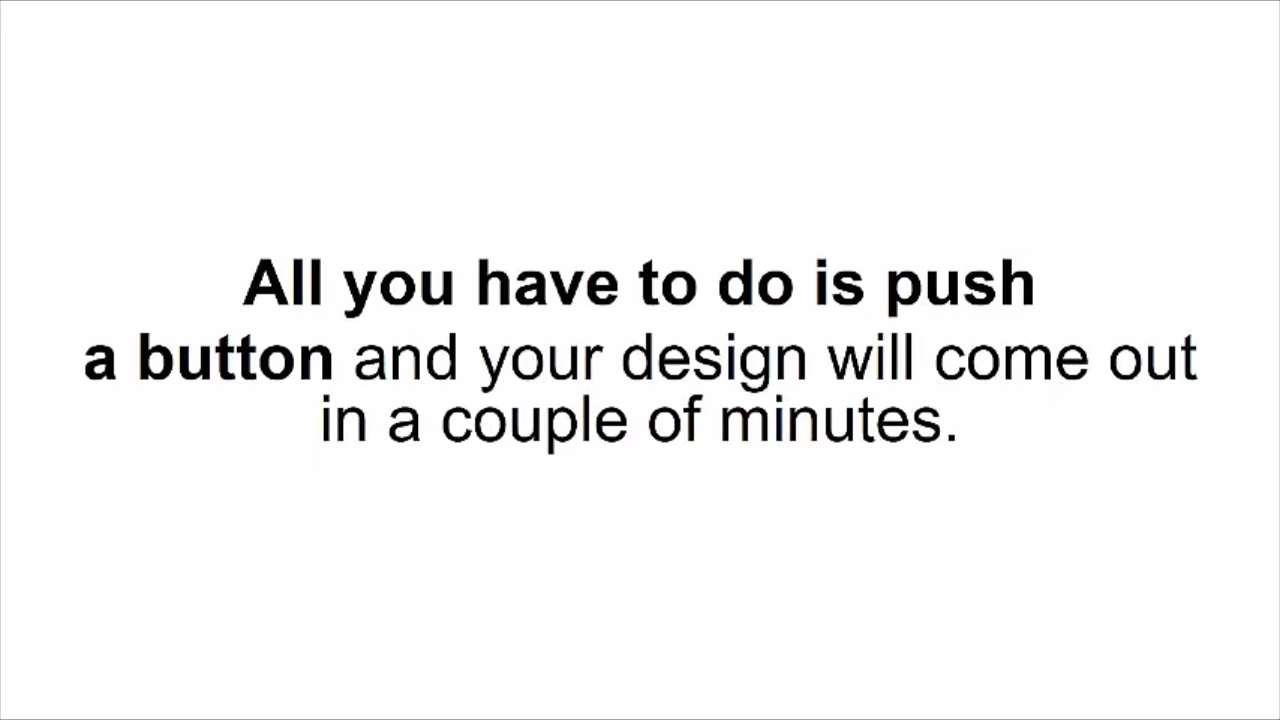 All you have to do is push
a button and your design will come out
in a couple of minutes.